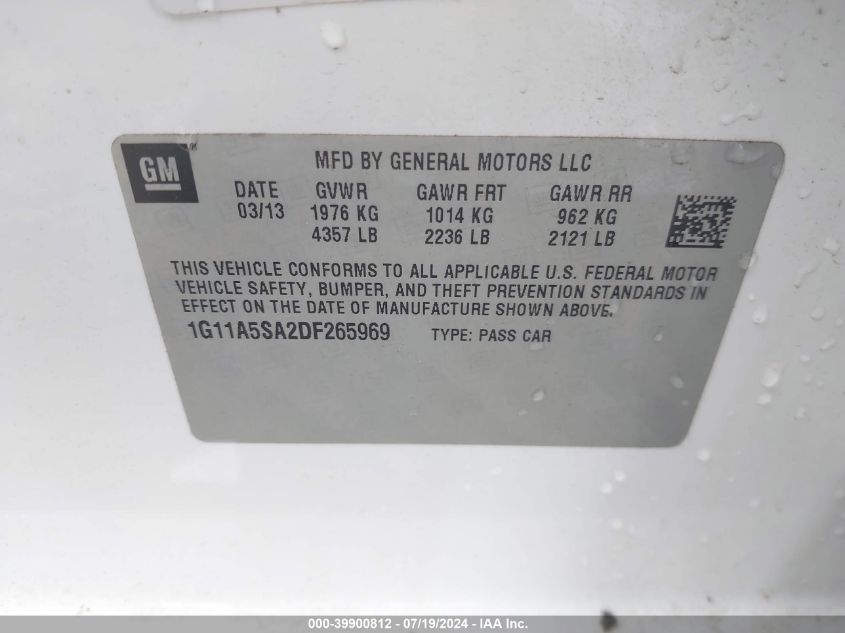 GM
MFD BY GENERAL MOTORS LLC
DATE GVWR GAWR FRT GAWR RR
03/13 1976 KG 1014 KG 962 KG
4357 LB 2236 LB 2121 LB
THIS VEHICLE CONFORMS TO ALL APPLICABLE U.S. FEDERAL MOTOR
VEHICLE SAFETY, BUMPER, AND THEFT PREVENTION STANDARDS IN
EFFECT ON THE DATE OF MANUFACTURE SHOWN ABOVE.
1G11A5SA2DF265969 TYPE: PASS CAR
000-39900812 - 07/19/2024 - IAA Inc.